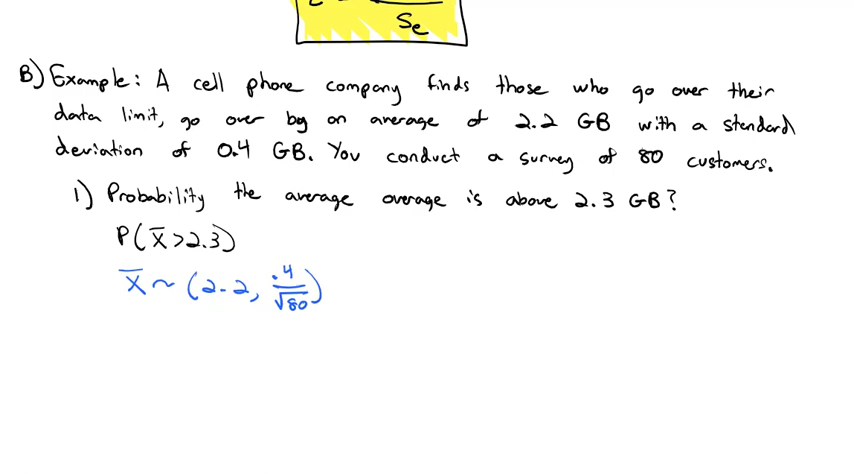 Se
B) Example: A cell phone company finds those who go over their
data limit, go over by on average of 2.2 GB with a standard
deviation of 0.4 GB. You conduct a survey of 80 customers.
1) Probability the average overage is above 2.3 GB?
P(x̄ > 2.3)
X̄ ~ (2.2, .4/√80)